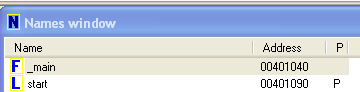 N Names window
Name Address P
F _main 00401040
L start 00401090 P